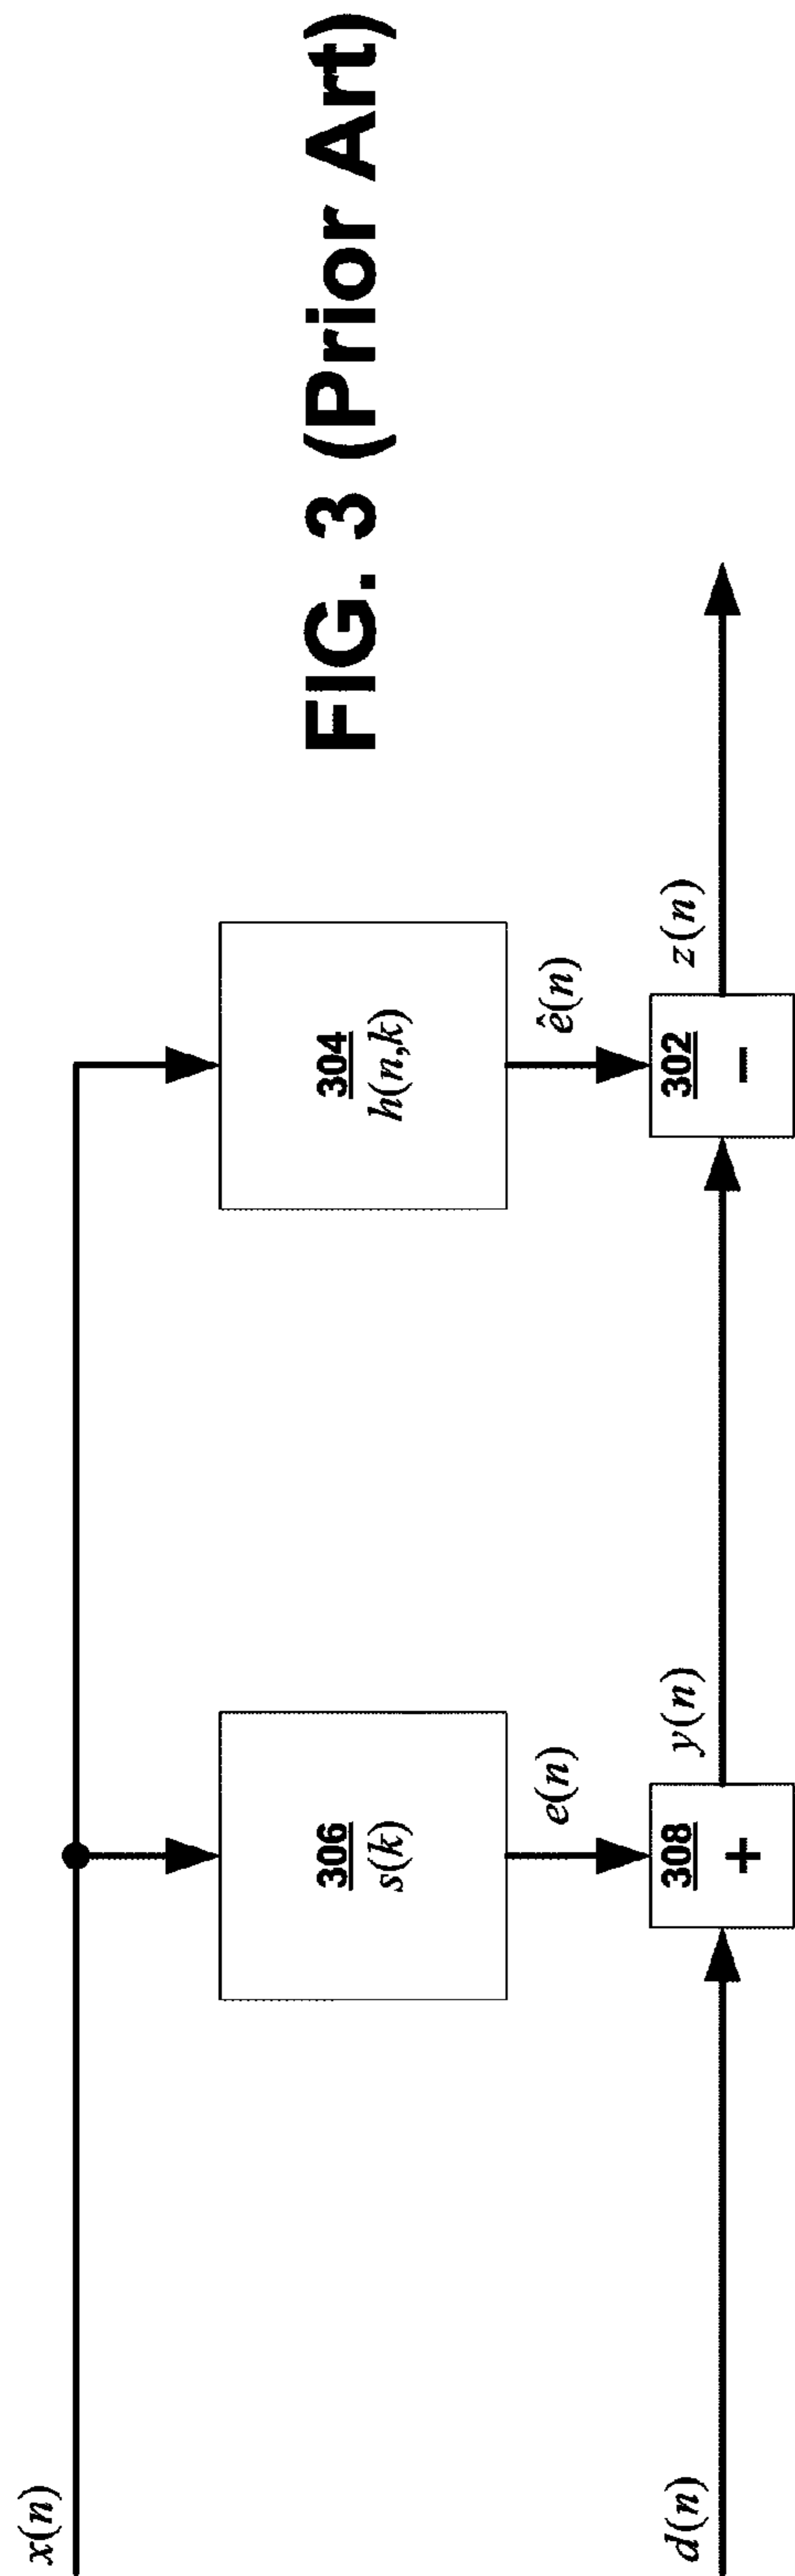 x(n)
306
s(k)
304
h(n,k)
e(n)
ê(n)
d(n)
308
+
y(n)
302
−
z(n)
FIG. 3 (Prior Art)